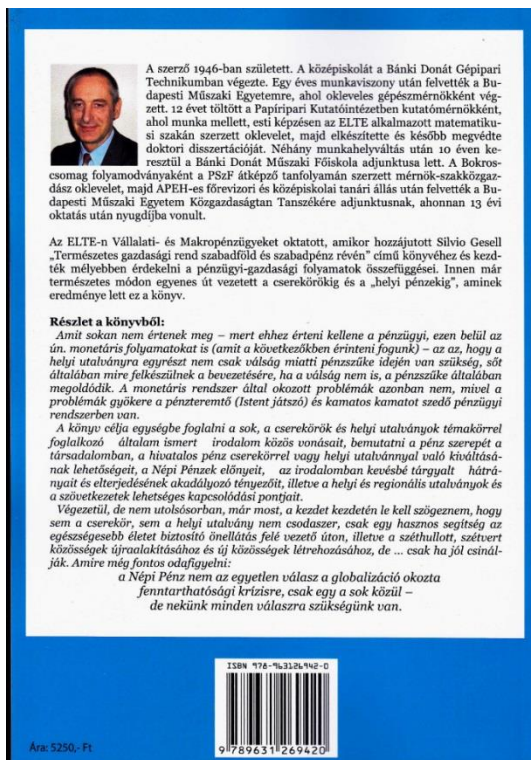 A szerző 1946-ban született. A középiskolát a Bánki Donát Gépipari
Technikumban végezte. Egy éves munkaviszony után felvették a Bu-
dapesti Műszaki Egyetemre, ahol okleveles gépészmérnökként vég-
zett. 12 évet töltött a Papíripari Kutatóintézetben kutatómérnökként,
ahol munka mellett, esti képzésen az ELTE alkalmazott matematiku-
si szakán szerzett oklevelet, majd elkészítette és később megvédte
doktori disszertációját. Néhány munkahelyváltás után 10 éven ke-
resztül a Bánki Donát Műszaki Főiskola adjunktusa lett. A Bokros-
csomag folyamodványaként a PSzF átképző tanfolyamán szerzett mérnök-szakközgaz-
dász oklevelet, majd APEH-es főrevizori és középiskolai tanári állás után felvették a Bu-
dapesti Műszaki Egyetem Közgazdaságtan Tanszékére adjunktusnak, ahonnan 13 évi
oktatás után nyugdíjba vonult.
Az ELTE-n Vállalati- és Makropénzügyeket oktatott, amikor hozzájutott Silvio Gesell
„Természetes gazdasági rend szabadföld és szabadpénz révén” című könyvéhez és kezd-
ték mélyebben érdekelni a pénzügyi-gazdasági folyamatok összefüggései. Innen már
természetes módon egyenes út vezetett a cserekörökig és a „helyi pénzekig”, aminek
eredménye lett ez a könyv.
Részlet a könyvből:
Amit sokan nem értenek meg – mert ehhez érteni kellene a pénzügyi, ezen belül az
ún. monetáris folyamatokat is (amit a következőkben érinteni fogunk) – az az, hogy a
helyi utalványra egyrészt nem csak válság miatti pénzszűke idején van szükség, sőt
általában mire felkészülnek a bevezetésére, ha a válság nem is, a pénzszűke általában
megoldódik. A monetáris rendszer által okozott problémák azonban nem, mivel a
problémák gyökere a pénzteremtő (Istent játszó) és kamatos kamatot szedő pénzügyi
rendszerben van.
A könyv célja egységbe foglalni a sok, a cserekörök és helyi utalványok témakörrel
foglalkozó általam ismert irodalom közös vonásait, bemutatni a pénz szerepét a
társadalomban, a hivatalos pénz cserekörrel vagy helyi utalvánnyal való kiváltásá-
nak lehetőségeit, a Népi Pénzek előnyeit, az irodalomban kevésbé tárgyalt hátrá-
nyait és elterjedésének akadályozó tényezőit, illetve a helyi és regionális utalványok és
a szövetkezetek lehetséges kapcsolódási pontjait.
Végezetül, de nem utolsósorban, már most, a kezdet kezdetén le kell szögeznem, hogy
sem a cserekör, sem a helyi utalvány nem csodaszer, csak egy hasznos segítség az
egészségesebb életet biztosító önellátás felé vezető úton, illetve a széthullott, szétvert
közösségek újraalakításához és új közösségek létrehozásához, de ... csak ha jól csinál-
ják. Amire még fontos odafigyelni:
a Népi Pénz nem az egyetlen válasz a globalizáció okozta
fenntarthatósági krízisre, csak egy a sok közül –
de nekünk minden válaszra szükségünk van.
ISBN 978-963126942-0
9 789631 269420
Ára: 5250,- Ft